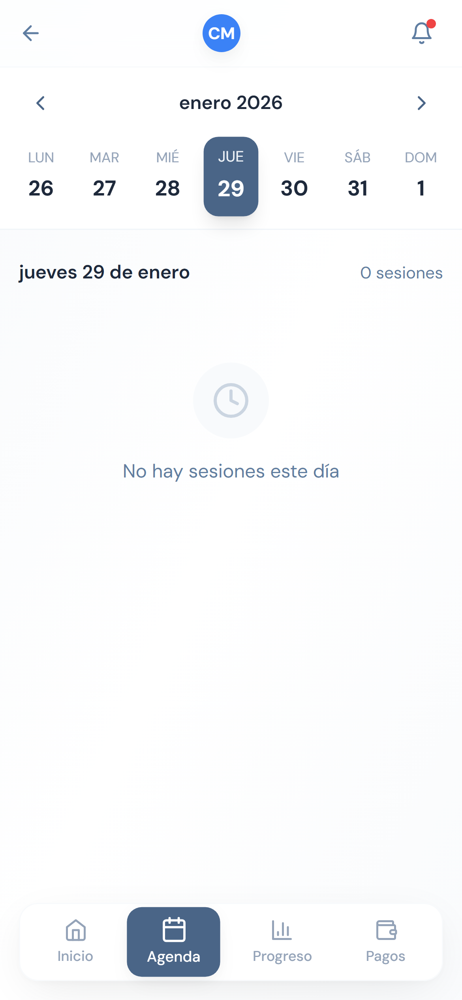 CM
enero 2026
LUN MAR MIÉ JUE VIE SÁB DOM
26 27 28 29 30 31 1
jueves 29 de enero 0 sesiones
No hay sesiones este día
Inicio Agenda Progreso Pagos